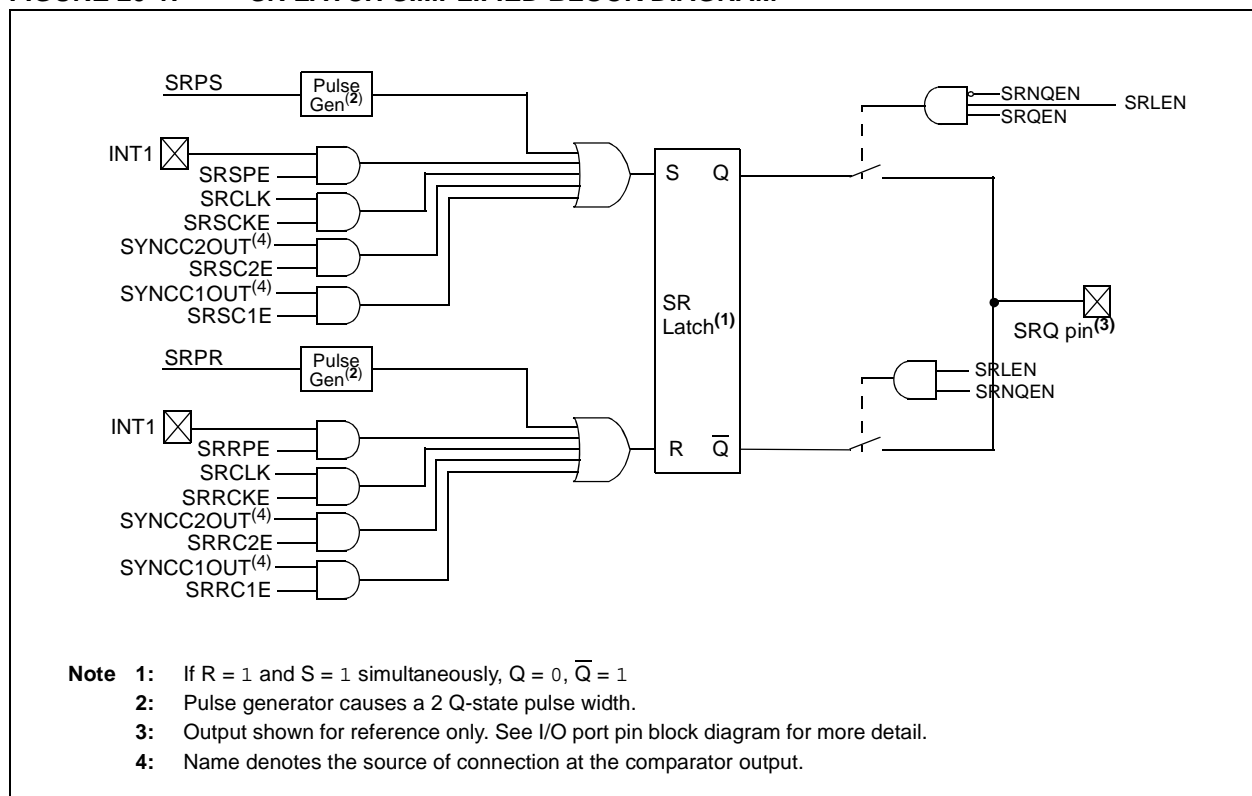 SRPS
Pulse
Gen(2)
INT1
SRSPE
SRCLK
SRSCKE
SYNCC2OUT(4)
SRSC2E
SYNCC1OUT(4)
SRSC1E
SRPR
Pulse
Gen(2)
INT1
SRRPE
SRCLK
SRRCKE
SYNCC2OUT(4)
SRRC2E
SYNCC1OUT(4)
SRRC1E
S Q
SR
Latch(1)
R Q̅
SRNQEN
SRLEN
SRQEN
SRQ pin(3)
SRLEN
SRNQEN
Note 1: If R = 1 and S = 1 simultaneously, Q = 0, Q̅ = 1
2: Pulse generator causes a 2 Q-state pulse width.
3: Output shown for reference only. See I/O port pin block diagram for more detail.
4: Name denotes the source of connection at the comparator output.